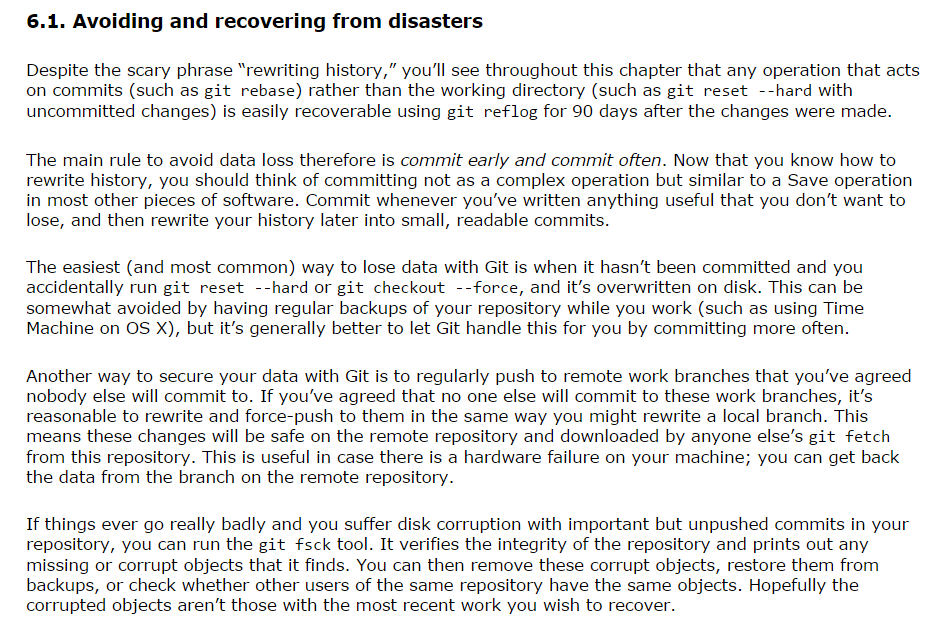 6.1. Avoiding and recovering from disasters
Despite the scary phrase “rewriting history,” you’ll see throughout this chapter that any operation that acts
on commits (such as git rebase) rather than the working directory (such as git reset --hard with
uncommitted changes) is easily recoverable using git reflog for 90 days after the changes were made.
The main rule to avoid data loss therefore is commit early and commit often. Now that you know how to
rewrite history, you should think of committing not as a complex operation but similar to a Save operation
in most other pieces of software. Commit whenever you’ve written anything useful that you don’t want to
lose, and then rewrite your history later into small, readable commits.
The easiest (and most common) way to lose data with Git is when it hasn’t been committed and you
accidentally run git reset --hard or git checkout --force, and it’s overwritten on disk. This can be
somewhat avoided by having regular backups of your repository while you work (such as using Time
Machine on OS X), but it’s generally better to let Git handle this for you by committing more often.
Another way to secure your data with Git is to regularly push to remote work branches that you’ve agreed
nobody else will commit to. If you’ve agreed that no one else will commit to these work branches, it’s
reasonable to rewrite and force-push to them in the same way you might rewrite a local branch. This
means these changes will be safe on the remote repository and downloaded by anyone else’s git fetch
from this repository. This is useful in case there is a hardware failure on your machine; you can get back
the data from the branch on the remote repository.
If things ever go really badly and you suffer disk corruption with important but unpushed commits in your
repository, you can run the git fsck tool. It verifies the integrity of the repository and prints out any
missing or corrupt objects that it finds. You can then remove these corrupt objects, restore them from
backups, or check whether other users of the same repository have the same objects. Hopefully the
corrupted objects aren’t those with the most recent work you wish to recover.